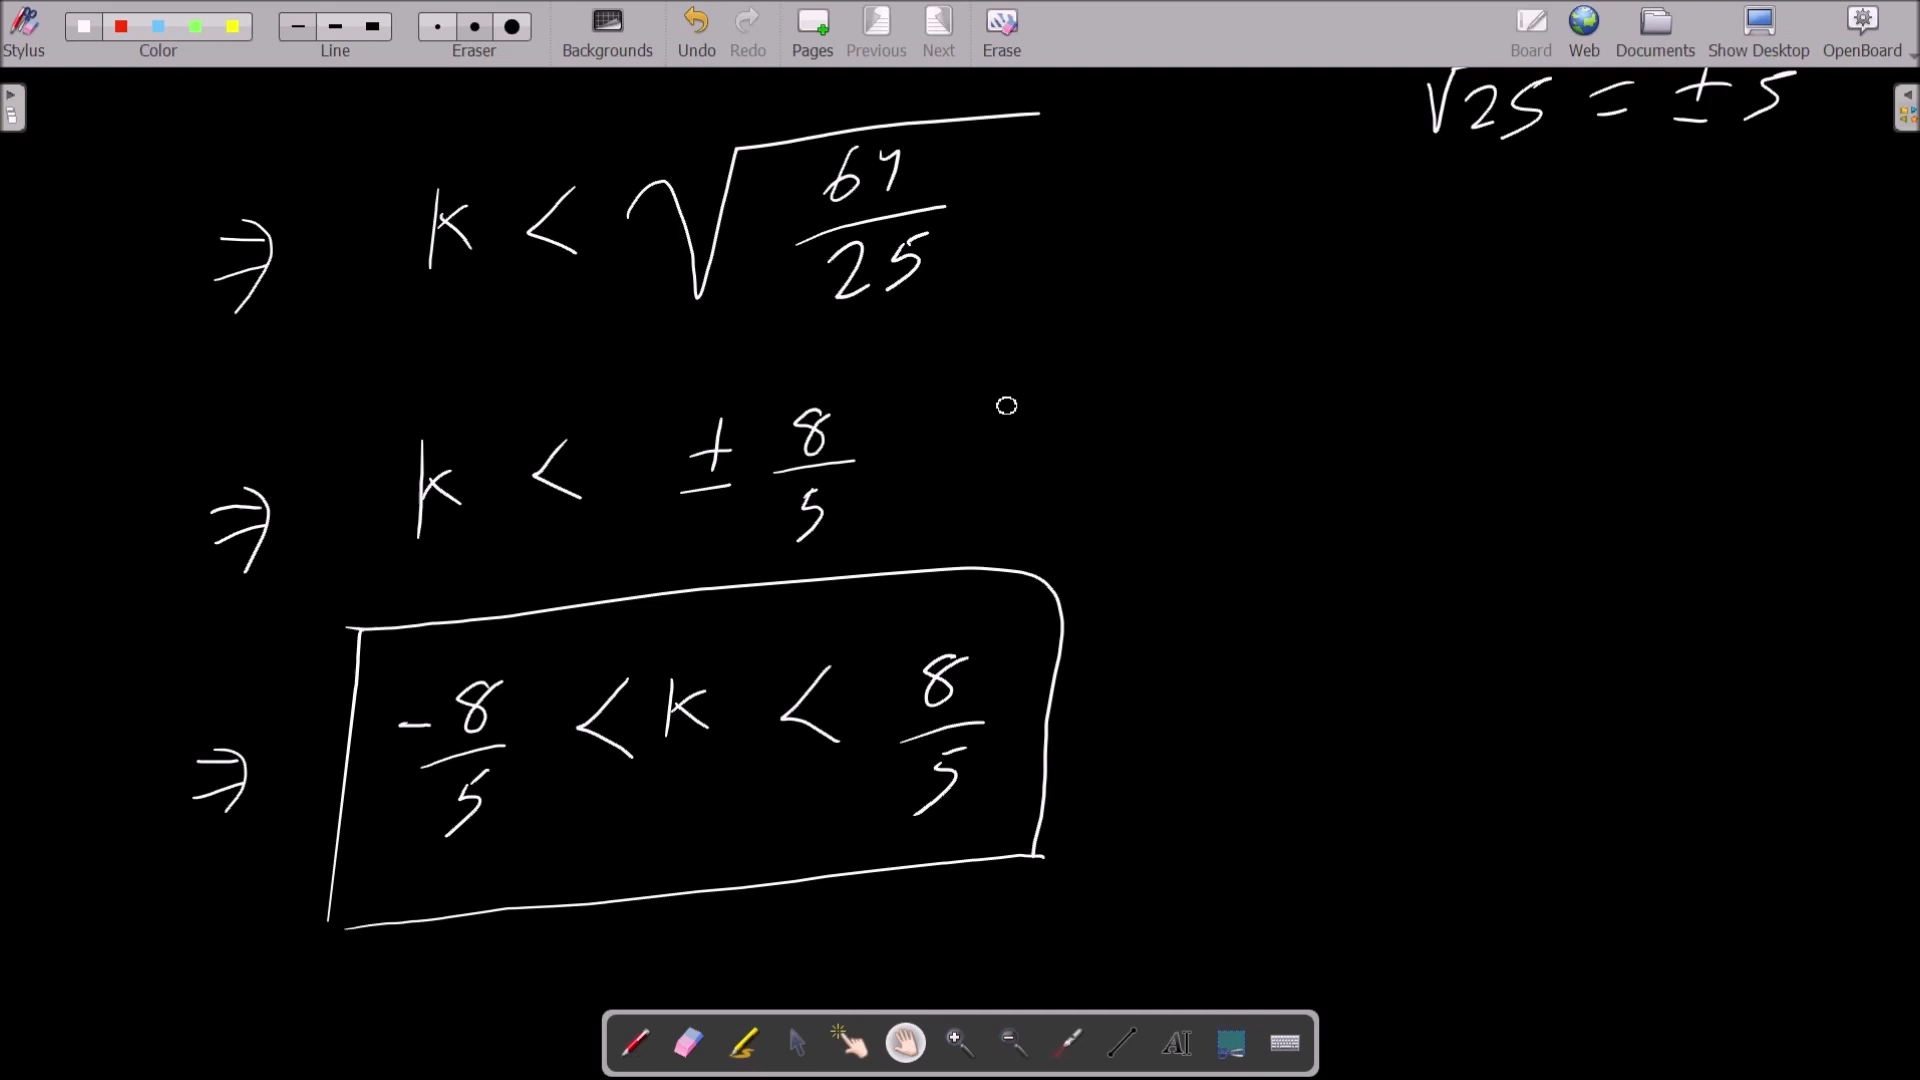 Stylus Color Line Eraser Backgrounds Undo Redo Pages Previous Next Erase Board Web Documents Show Desktop OpenBoard
√25 = ± 5
⇒ k < √(64/25)
⇒ k < ± 8/5
⇒ -8/5 < k < 8/5
AI